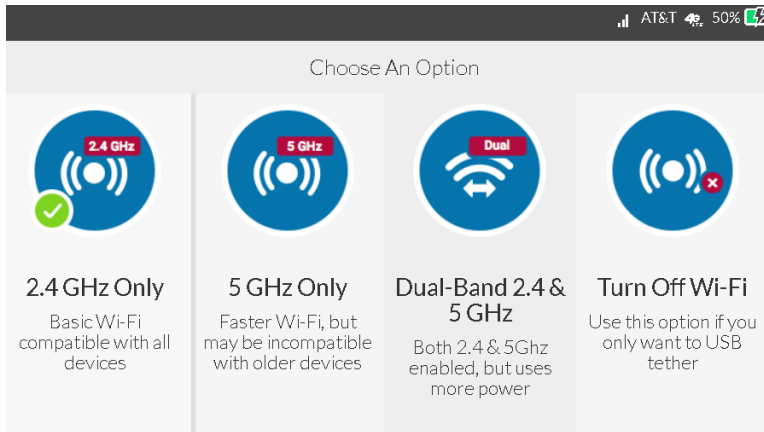 AT&T 4G LTE 50%
Choose An Option
2.4 GHz
5 GHz
Dual
2.4 GHz Only
Basic Wi-Fi
compatible with all
devices
5 GHz Only
Faster Wi-Fi, but
may be incompatible
with older devices
Dual-Band 2.4 &
5 GHz
Both 2.4 & 5Ghz
enabled, but uses
more power
Turn Off Wi-Fi
Use this option if you
only want to USB
tether